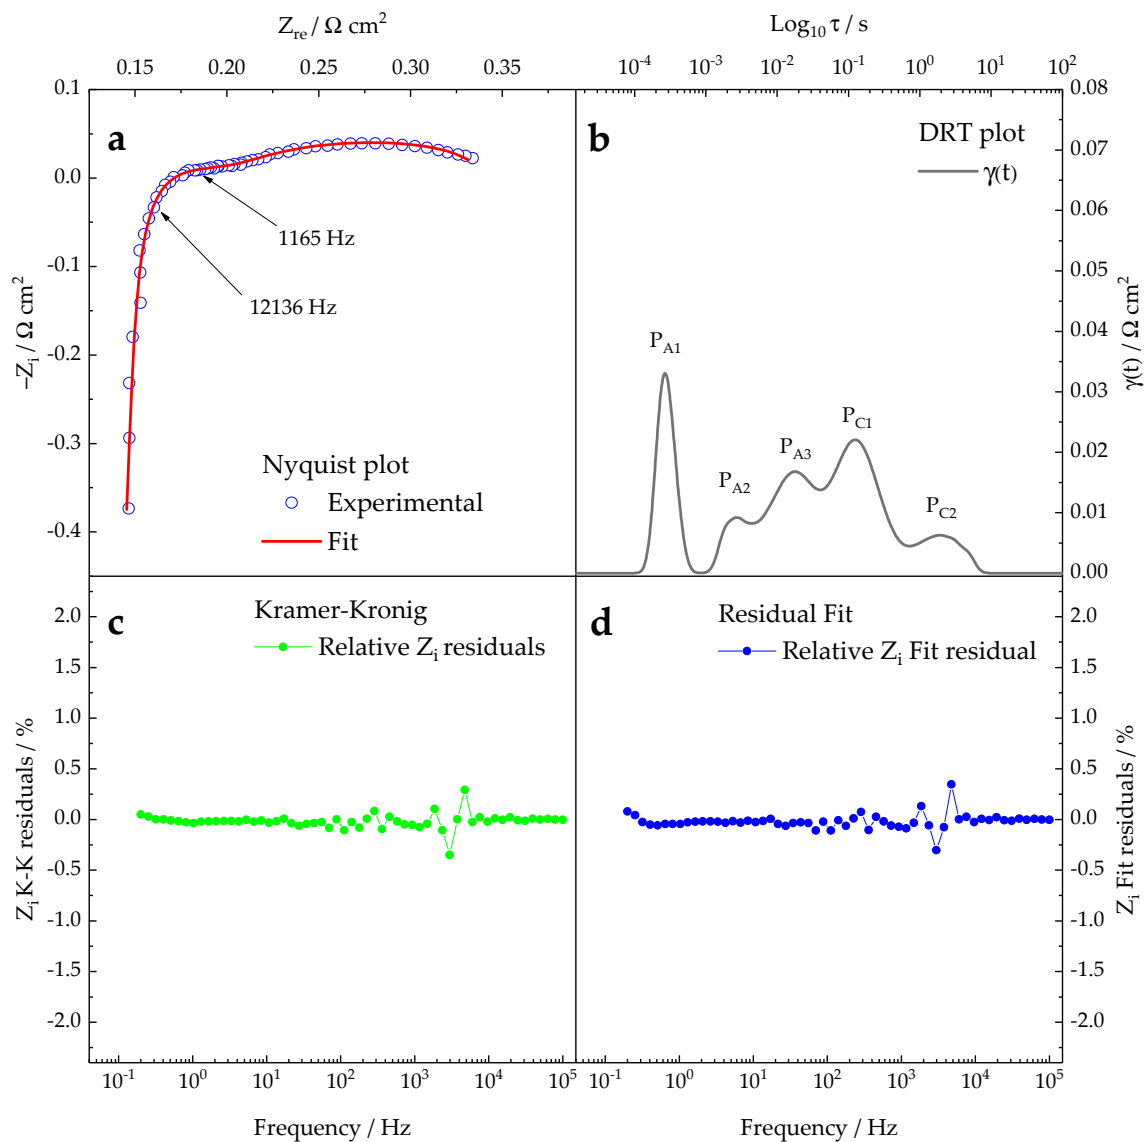 Z_re / Ω cm²
Log₁₀ τ / s
0.15 0.20 0.25 0.30 0.35
10⁻⁴ 10⁻³ 10⁻² 10⁻¹ 10⁰ 10¹ 10²
0.1
0.0
-0.1
-0.2
-0.3
-0.4
−Z_i / Ω cm²
a
1165 Hz
12136 Hz
Nyquist plot
Experimental
Fit
b
DRT plot
γ(t)
P_A1
P_A2
P_A3
P_C1
P_C2
0.08
0.07
0.06
0.05
0.04
0.03
0.02
0.01
0.00
γ(t) / Ω cm²
2.0
1.5
1.0
0.5
0.0
-0.5
-1.0
-1.5
-2.0
Z_i K-K residuals / %
c
Kramer-Kronig
Relative Z_i residuals
d
Residual Fit
Relative Z_i Fit residual
2.0
1.5
1.0
0.5
0.0
-0.5
-1.0
-1.5
-2.0
Z_i Fit residuals / %
10⁻¹ 10⁰ 10¹ 10² 10³ 10⁴ 10⁵
10⁻¹ 10⁰ 10¹ 10² 10³ 10⁴ 10⁵
Frequency / Hz
Frequency / Hz